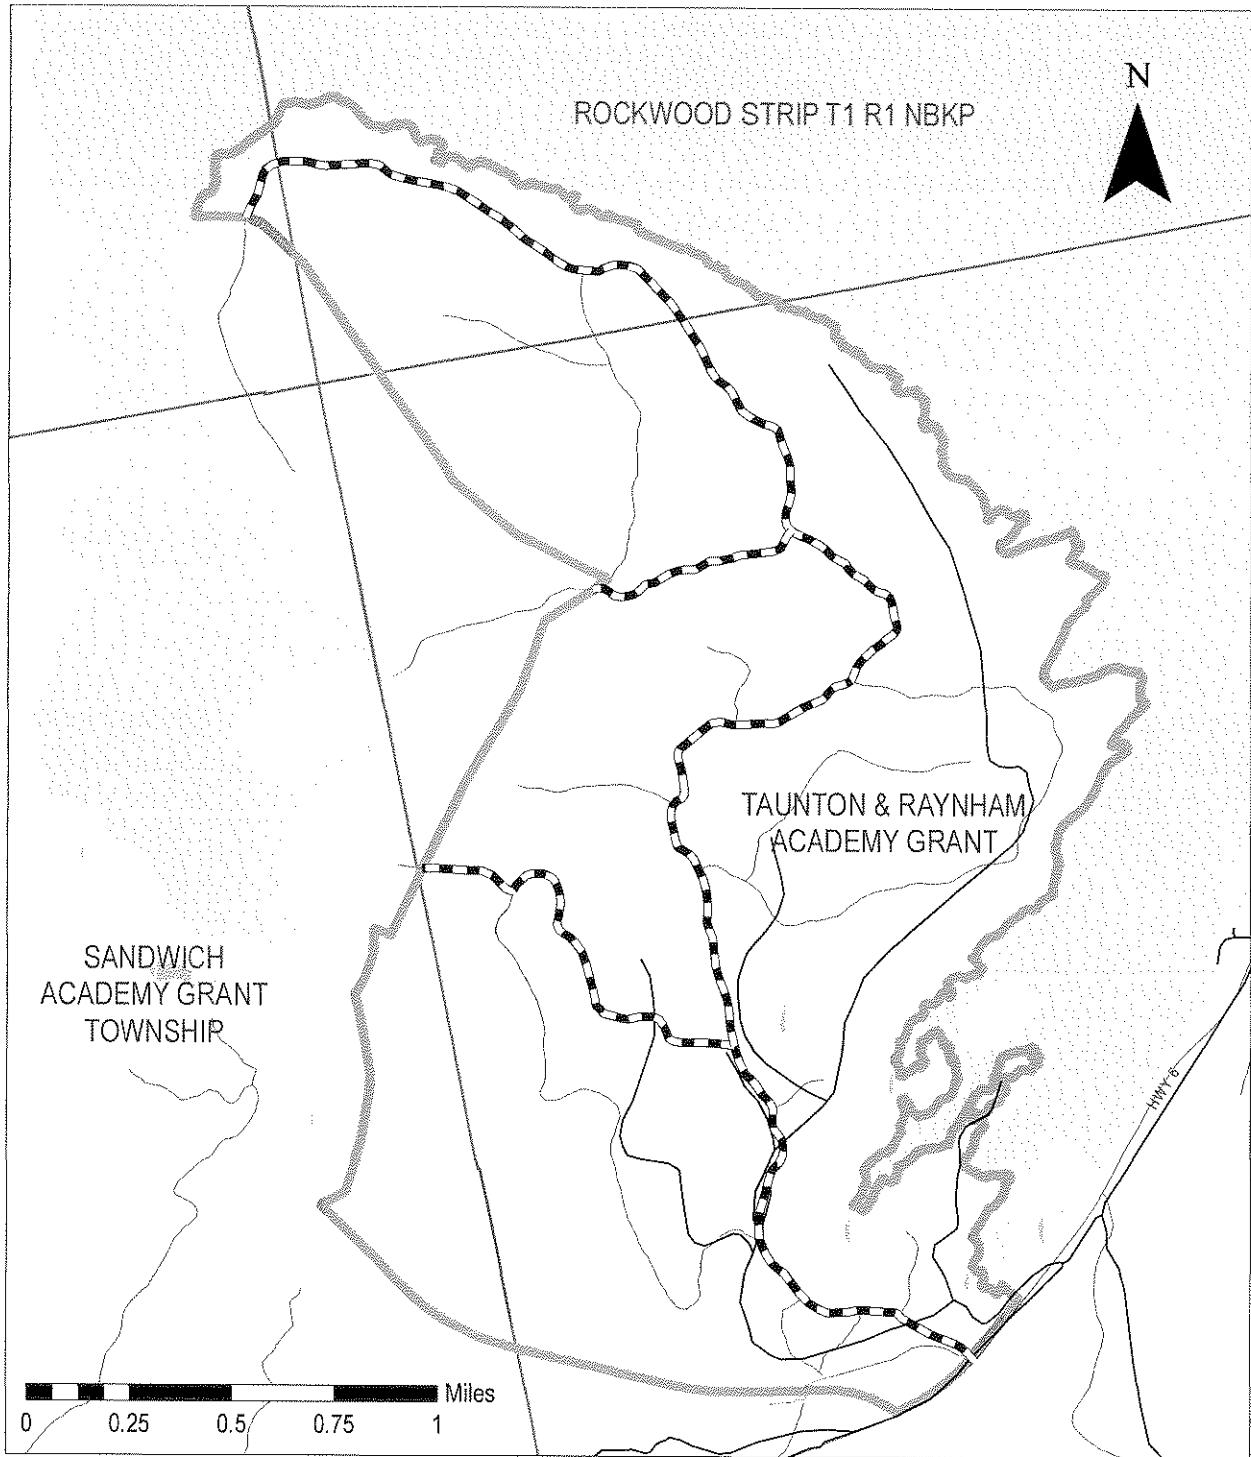 N
ROCKWOOD STRIP T1 R1 NBKP
TAUNTON & RAYNHAM
ACADEMY GRANT
SANDWICH
ACADEMY GRANT
TOWNSHIP
HWY 6
Miles
0 0.25 0.5 0.75 1